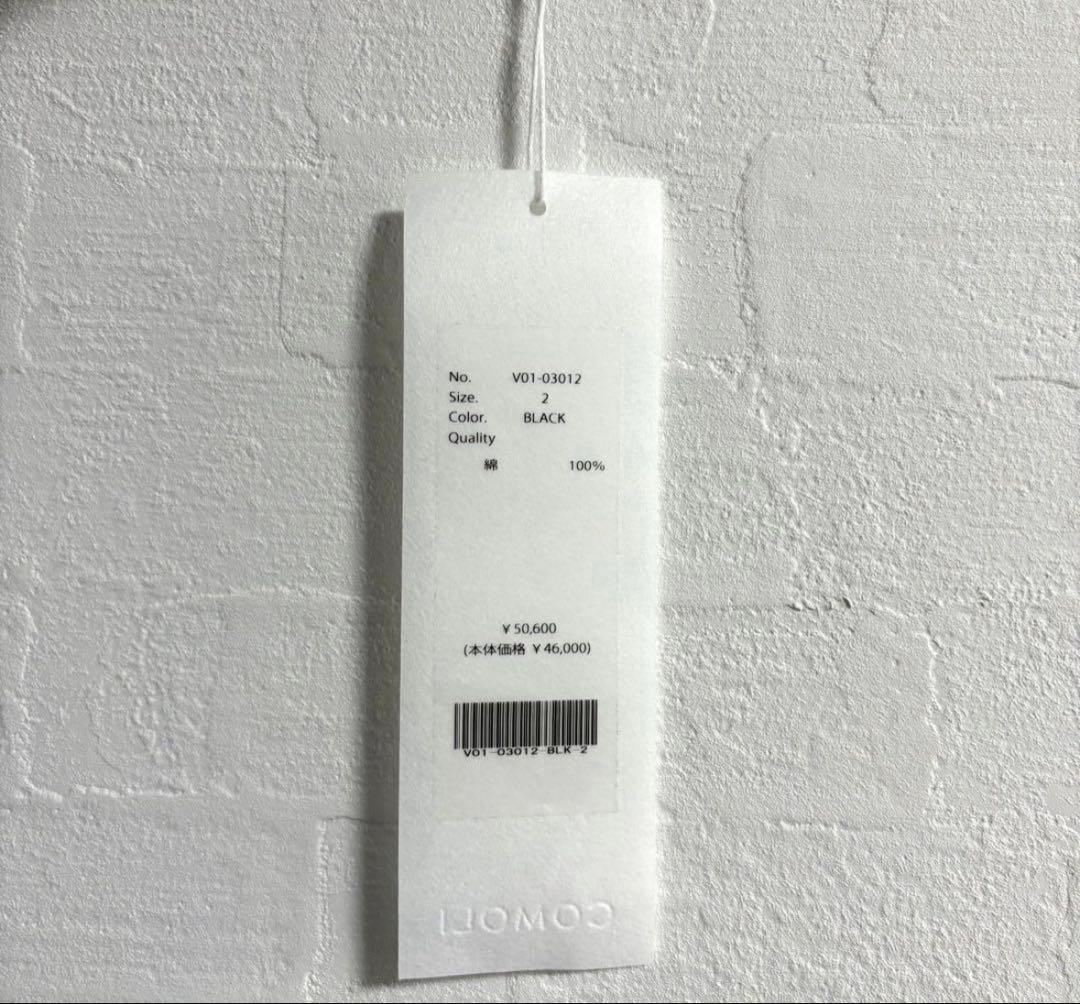 No. V01-03012
Size. 2
Color. BLACK
Quality
綿 100%
¥50,600
(本体価格 ¥46,000)
V01-03012-BLK-2
COMOLI